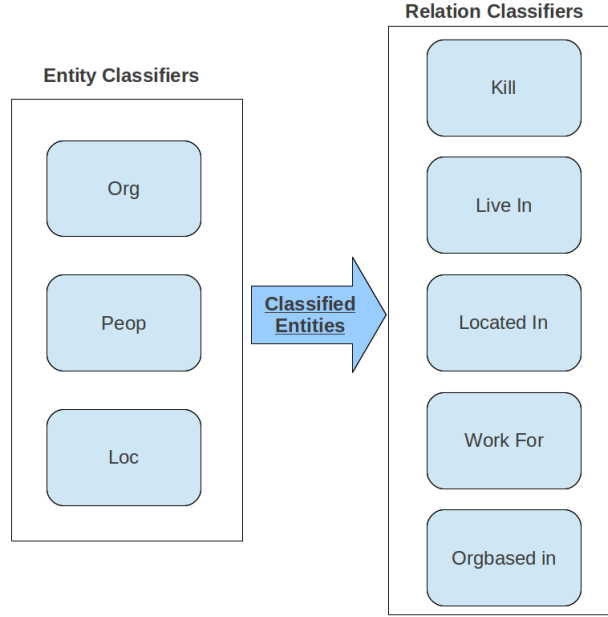 Entity Classifiers
Org
Peop
Loc
Classified
Entities
Relation Classifiers
Kill
Live In
Located In
Work For
Orgbased in